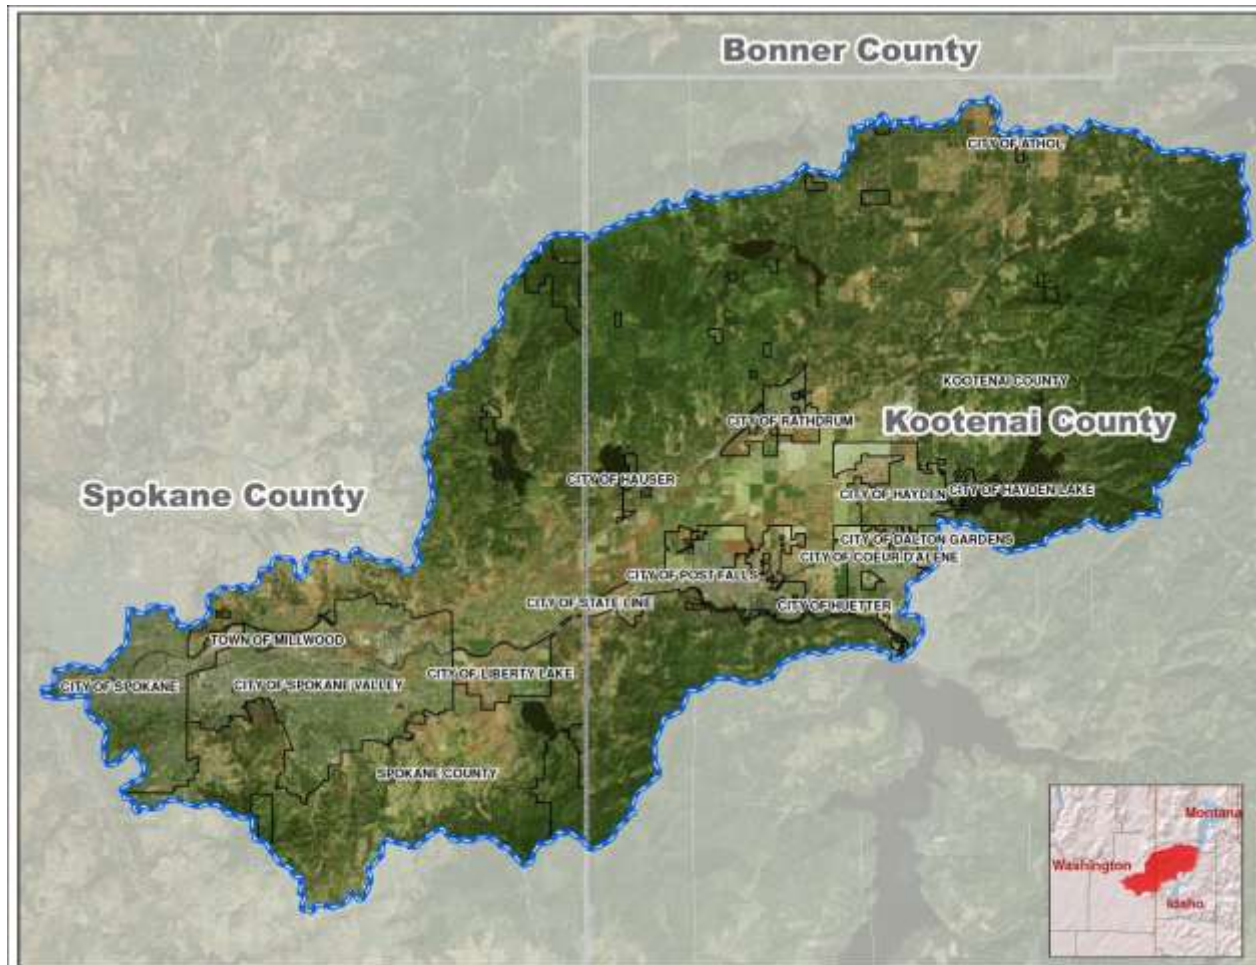 Bonner County
CITY OF ATHOL
KOOTENAI COUNTY
Kootenai County
CITY OF RATHDRUM
CITY OF HAUSER
Spokane County
CITY OF HAYDEN
CITY OF HAYDEN LAKE
CITY OF DALTON GARDENS
CITY OF COEUR D'ALENE
CITY OF POST FALLS
CITY OF STATE LINE
CITY OF HUETTER
TOWN OF MILLWOOD
CITY OF LIBERTY LAKE
CITY OF SPOKANE
CITY OF SPOKANE VALLEY
SPOKANE COUNTY
Montana
Washington
Idaho